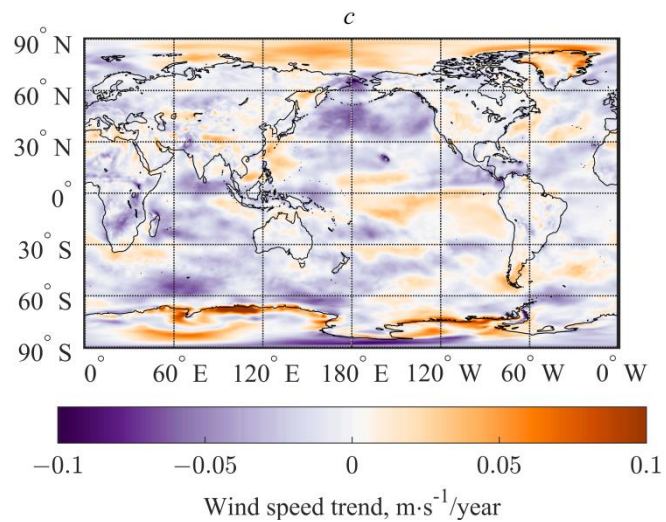 c
90° N
60° N
30° N
0°
30° S
60° S
90° S
0° 60° E 120° E 180° E 120° W 60° W 0° W
−0.1 −0.05 0 0.05 0.1
Wind speed trend, m·s⁻¹/year